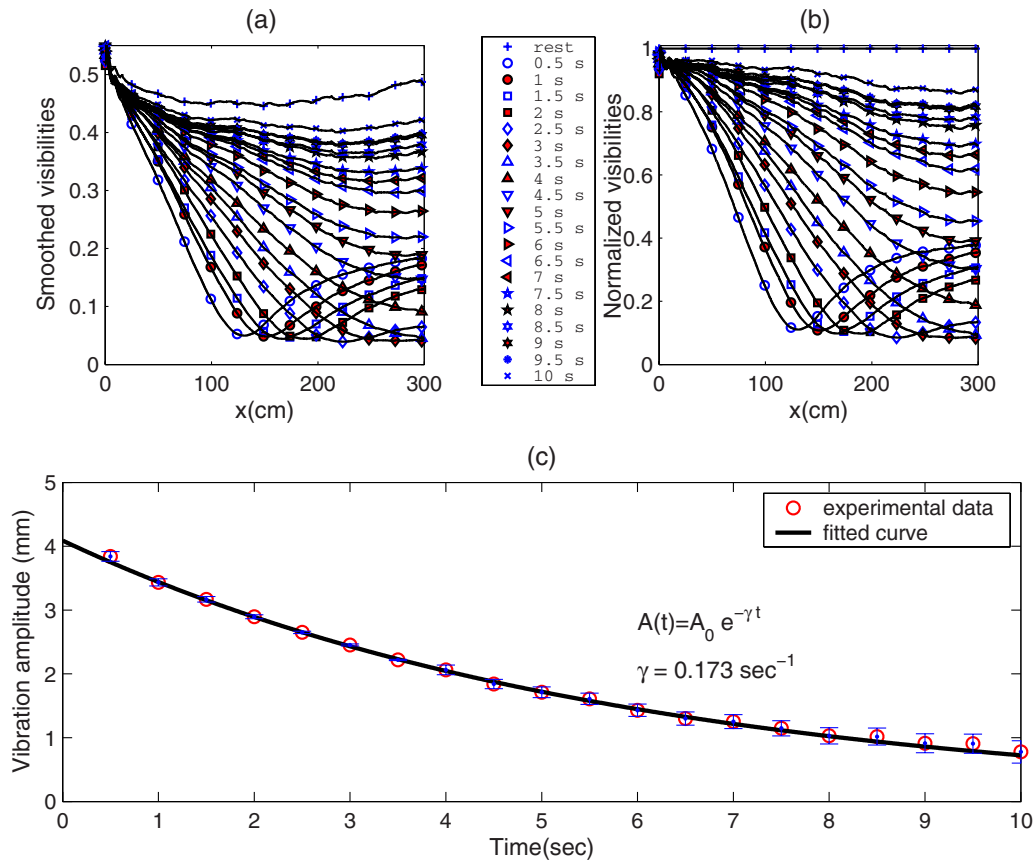 (a)
Smoothed visibilities
0.5
0.4
0.3
0.2
0.1
0
0 100 200 300
x(cm)
rest
0.5 s
1 s
1.5 s
2 s
2.5 s
3 s
3.5 s
4 s
4.5 s
5 s
5.5 s
6 s
6.5 s
7 s
7.5 s
8 s
8.5 s
9 s
9.5 s
10 s
(b)
Normalized visibilities
1
0.8
0.6
0.4
0.2
0
0 100 200 300
x(cm)
(c)
Vibration amplitude (mm)
5
4
3
2
1
0
experimental data
fitted curve
A(t)=A₀ e^{−γ t}
γ = 0.173 sec⁻¹
0 1 2 3 4 5 6 7 8 9 10
Time(sec)